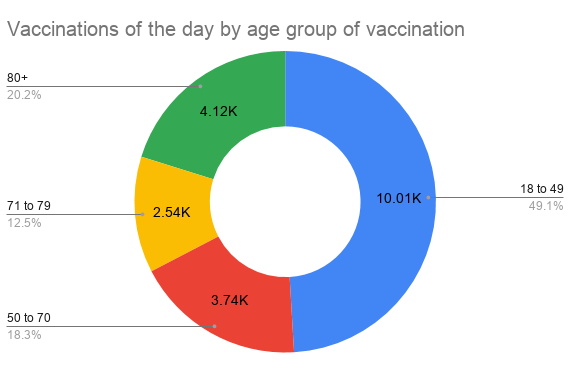 Vaccinations of the day by age group of vaccination
80+
20.2%
4.12K
18 to 49
49.1%
10.01K
71 to 79
12.5%
2.54K
50 to 70
18.3%
3.74K